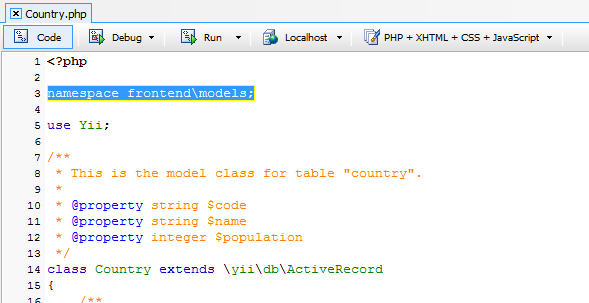 Country.php
Code Debug Run Localhost PHP + XHTML + CSS + JavaScript
1 <?php
2
3 namespace frontend\models;
4
5 use Yii;
6
7 /**
8 * This is the model class for table "country".
9 *
10 * @property string $code
11 * @property string $name
12 * @property integer $population
13 */
14 class Country extends \yii\db\ActiveRecord
15 {
16 /**